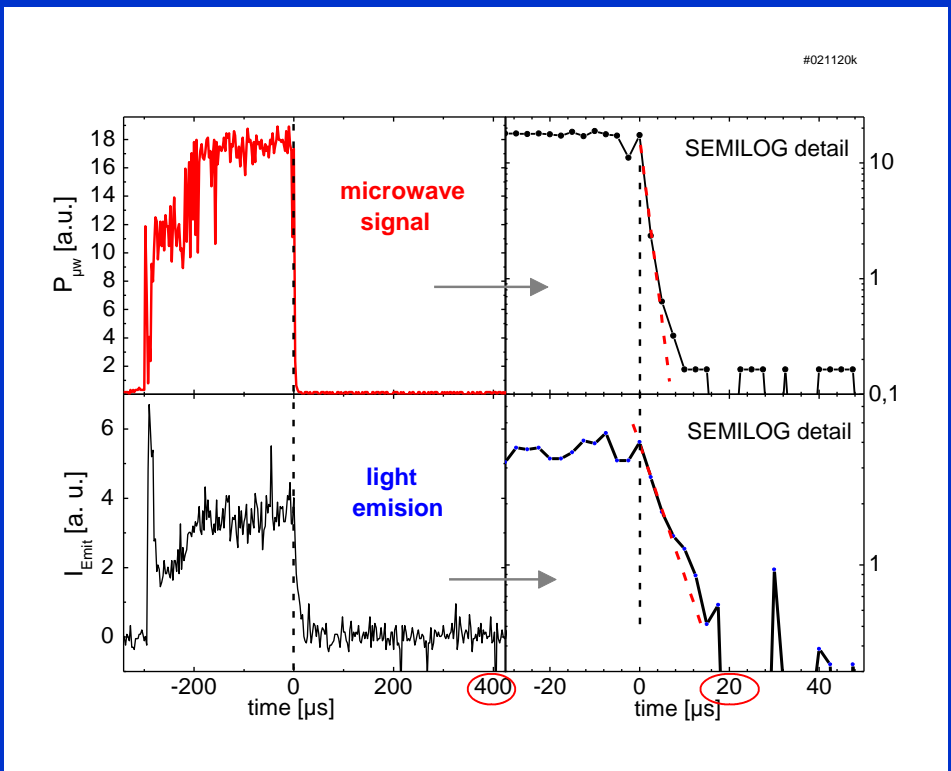 #021120k
18
16
14
12
10
8
6
4
2
P_μw [a.u.]
microwave
signal
SEMILOG detail
10
1
0,1
6
4
2
0
I_Emit [a. u.]
light
emision
SEMILOG detail
1
-200 0 200 400
time [μs]
-20 0 20 40
time [μs]